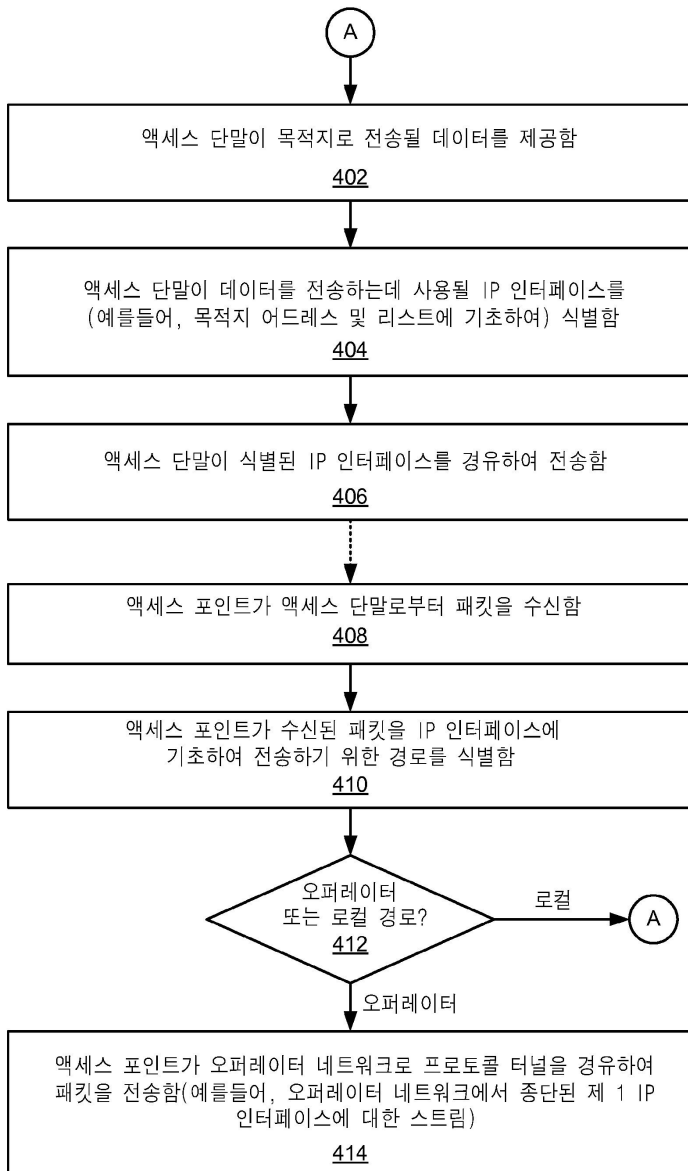 A
액세스 단말이 목적지로 전송될 데이터를 제공함
402
액세스 단말이 데이터를 전송하는데 사용될 IP 인터페이스를
(예를들어, 목적지 어드레스 및 리스트에 기초하여) 식별함
404
액세스 단말이 식별된 IP 인터페이스를 경유하여 전송함
406
액세스 포인트가 액세스 단말로부터 패킷을 수신함
408
액세스 포인트가 수신된 패킷을 IP 인터페이스에
기초하여 전송하기 위한 경로를 식별함
410
오퍼레이터
또는 로컬 경로?
412
로컬
A
오퍼레이터
액세스 포인트가 오퍼레이터 네트워크로 프로토콜 터널을 경유하여
패킷을 전송함(예를들어, 오퍼레이터 네트워크에서 종단된 제 1 IP
인터페이스에 대한 스트림)
414